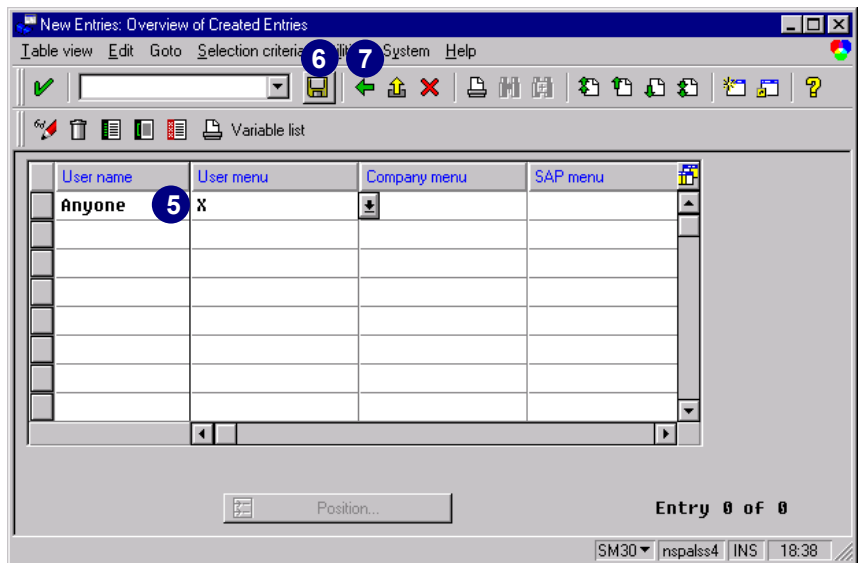 New Entries: Overview of Created Entries
Table view Edit Goto Selection criteria System Help
6 7
Variable list
User name User menu Company menu SAP menu
Anyone 5 X
Position... Entry 0 of 0
SM30 nspalss4 INS 18:38